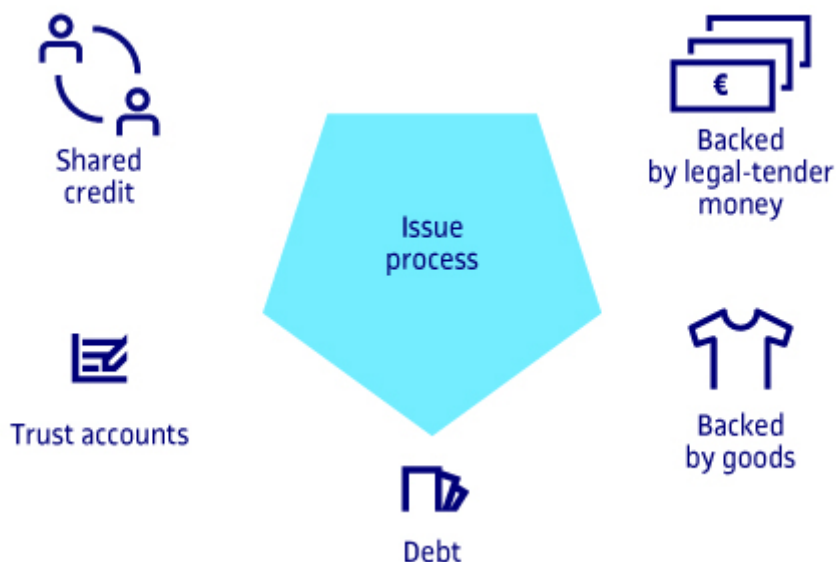 Shared
credit
€
Backed
by legal-tender
money
Issue
process
Trust accounts
Backed
by goods
Debt